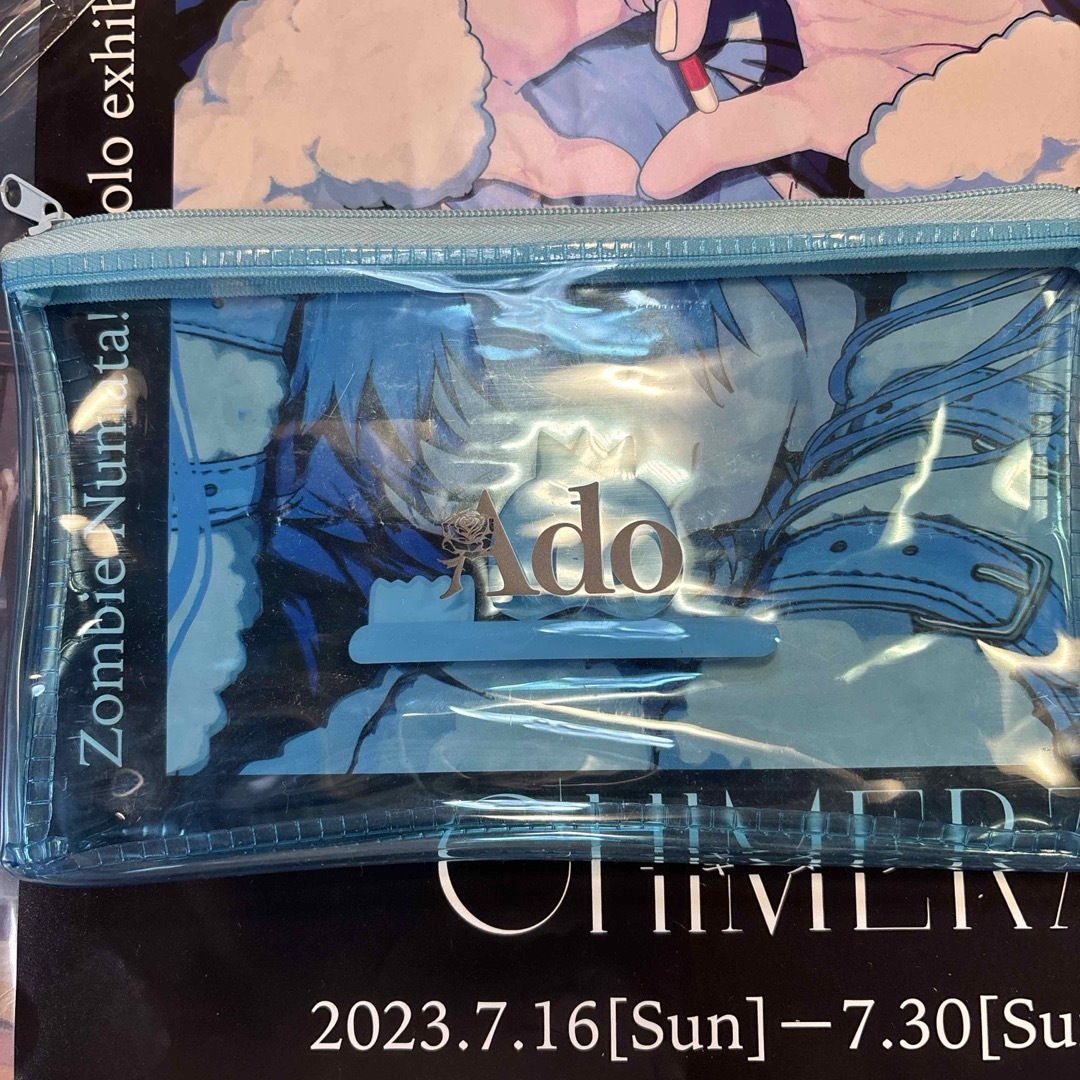 Zombie Numata!
olo exhib
Ado
CHIMERA
2023.7.16[Sun]—7.30[Su